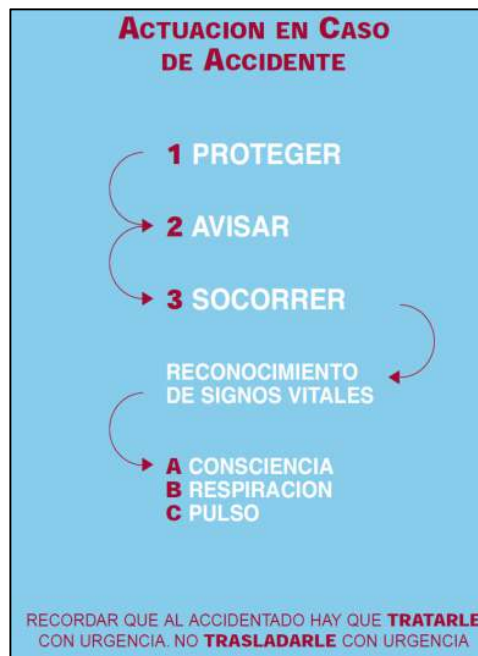 ACTUACION EN CASO
DE ACCIDENTE
1 PROTEGER
2 AVISAR
3 SOCORRER
RECONOCIMIENTO
DE SIGNOS VITALES
A CONSCIENCIA
B RESPIRACION
C PULSO
RECORDAR QUE AL ACCIDENTADO HAY QUE TRATARLE
CON URGENCIA. NO TRASLADARLE CON URGENCIA